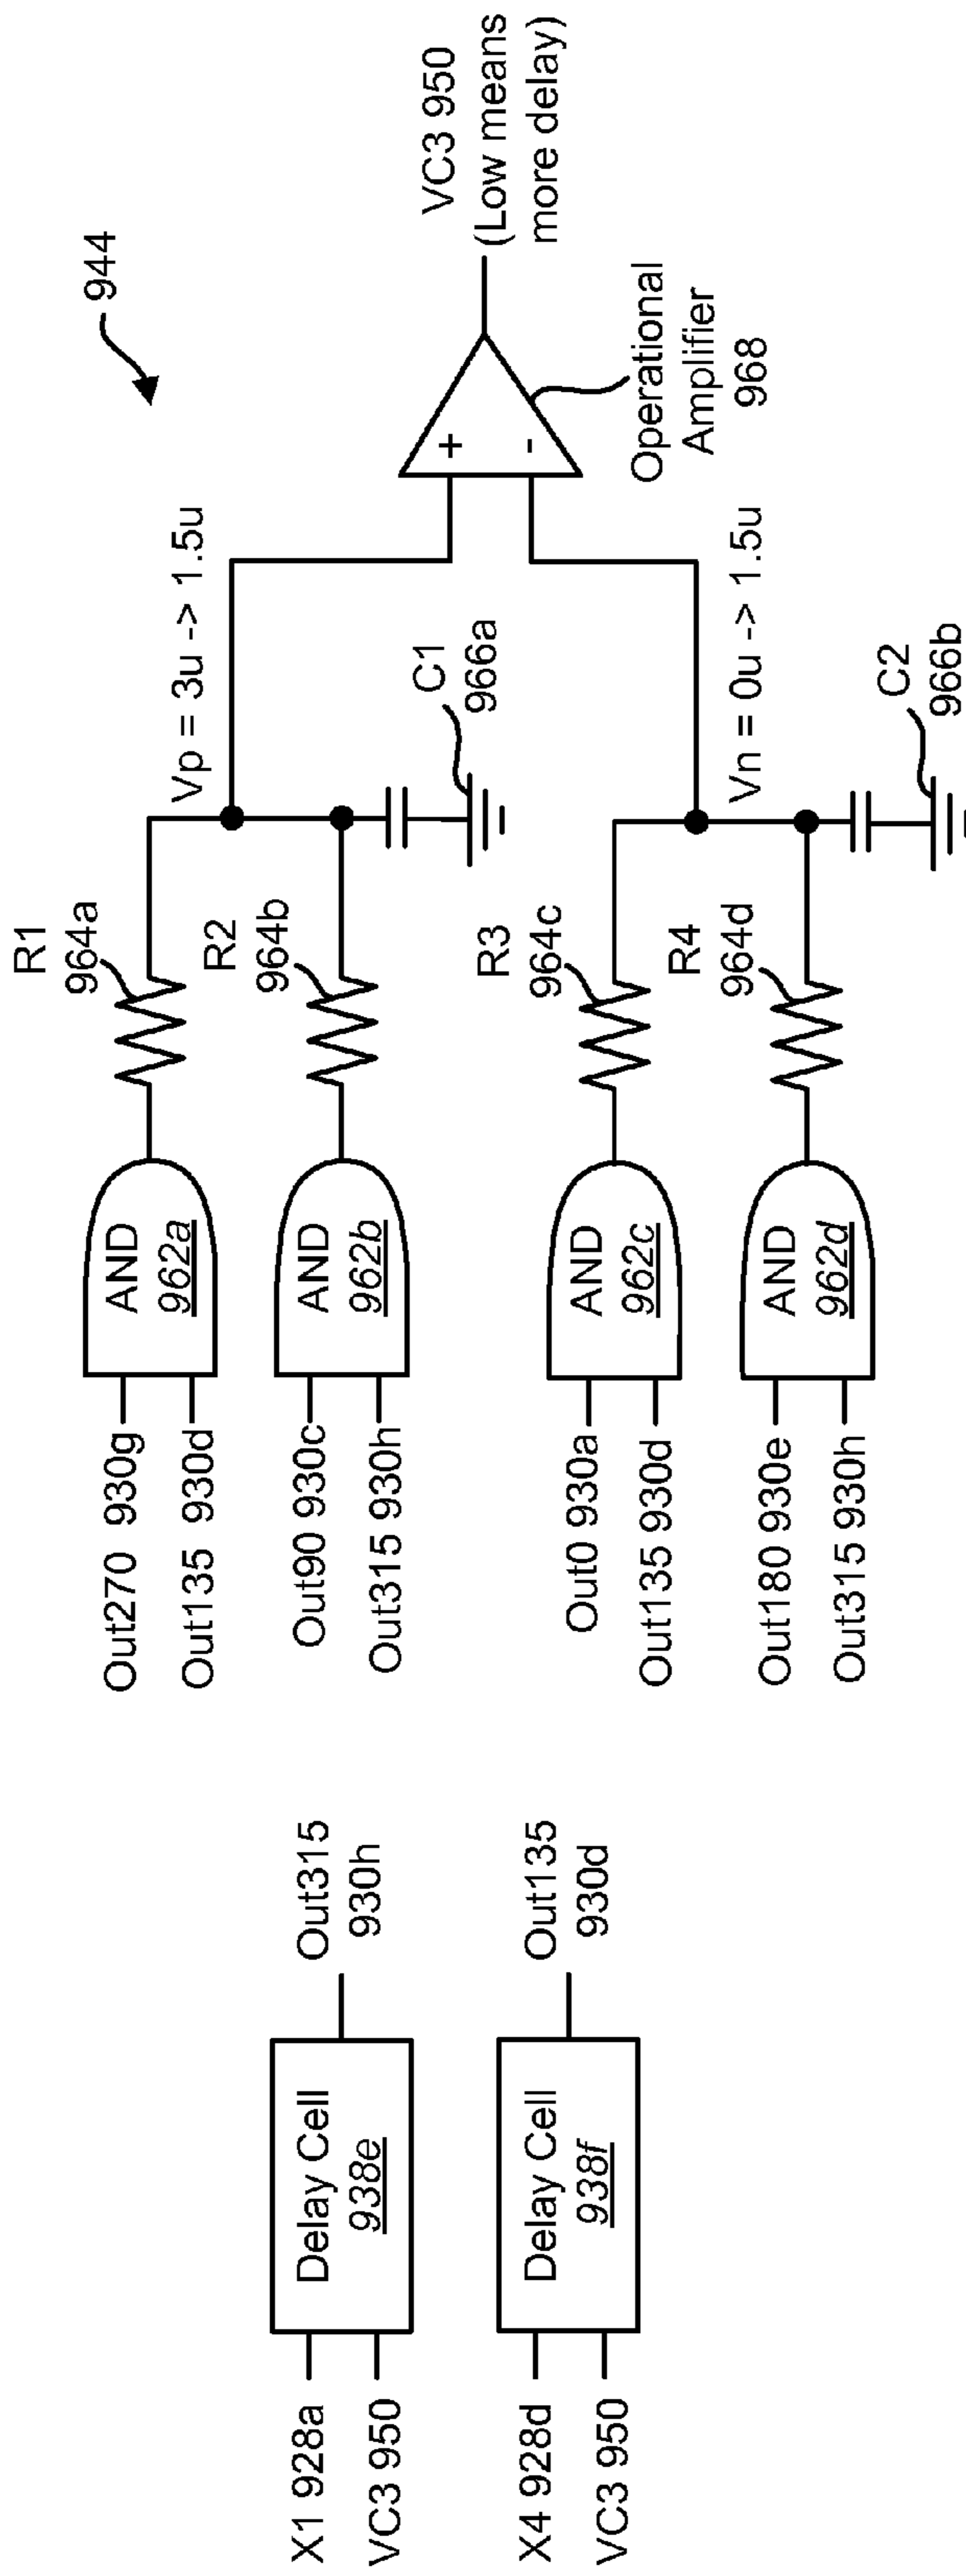 944
X1 928a
VC3 950
Delay Cell
938e
Out315
930h
X4 928d
VC3 950
Delay Cell
938f
Out135
930d
Out270 930g
Out135 930d
AND
962a
R1
964a
Out90 930c
Out315 930h
AND
962b
R2
964b
Vp = 3u -> 1.5u
C1
966a
Out0 930a
Out135 930d
AND
962c
R3
964c
Out180 930e
Out315 930h
AND
962d
R4
964d
Vn = 0u -> 1.5u
C2
966b
+
-
Operational
Amplifier
968
VC3 950
(Low means
more delay)